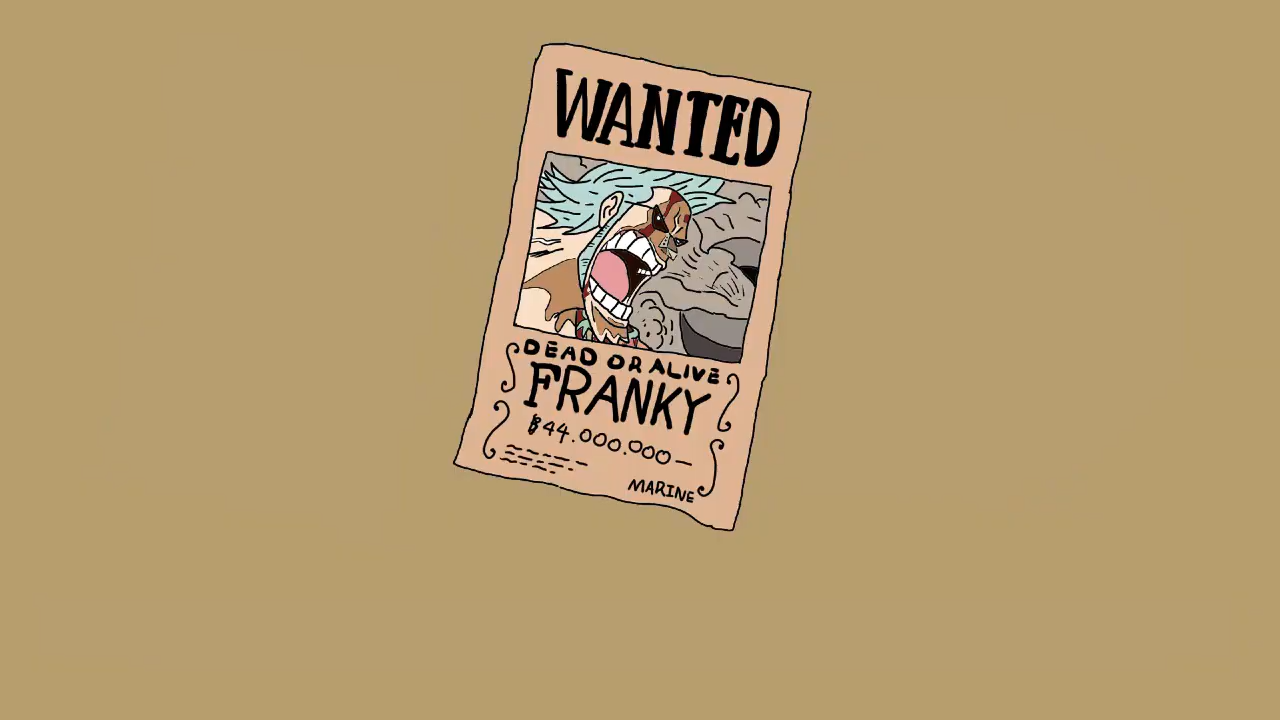 WANTED
DEAD OR ALIVE
FRANKY
฿44.000.000—
MARINE